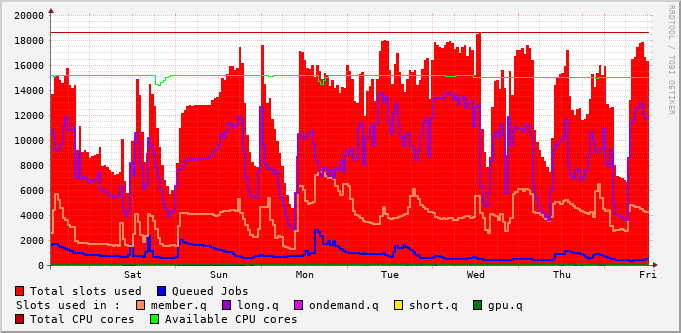 20000
18000
16000
14000
12000
10000
8000
6000
4000
2000
0
Sat Sun Mon Tue Wed Thu Fri
Total slots used Queued Jobs
Slots used in : member.q long.q ondemand.q short.q gpu.q
Total CPU cores Available CPU cores
RRDTOOL / TOBI OETIKER